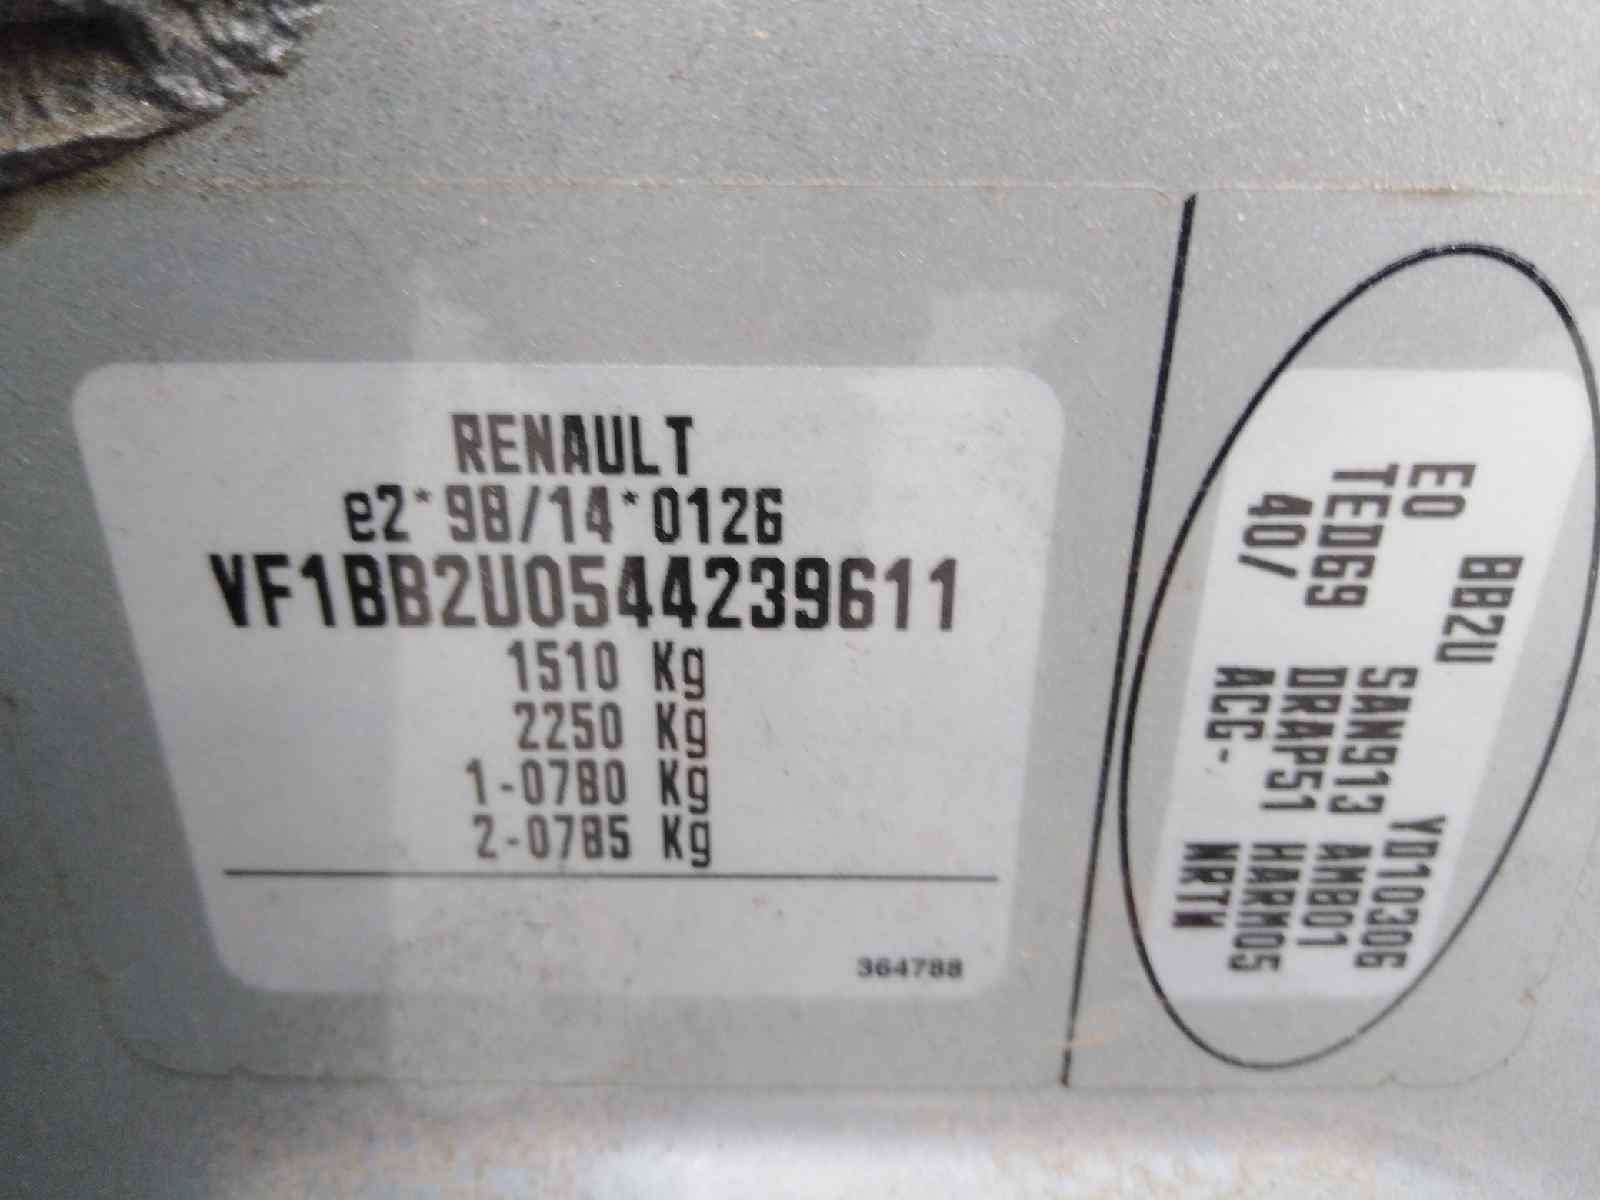 RENAULT
e2*98/14*0126
VF1BB2U0544239611
1510 Kg
2250 Kg
1-0780 Kg
2-0785 Kg
364788
BB2U Y010306
E0 SAN913 AMB01
TED69 DRAP51 HARM05
40/ ACC- NRTW